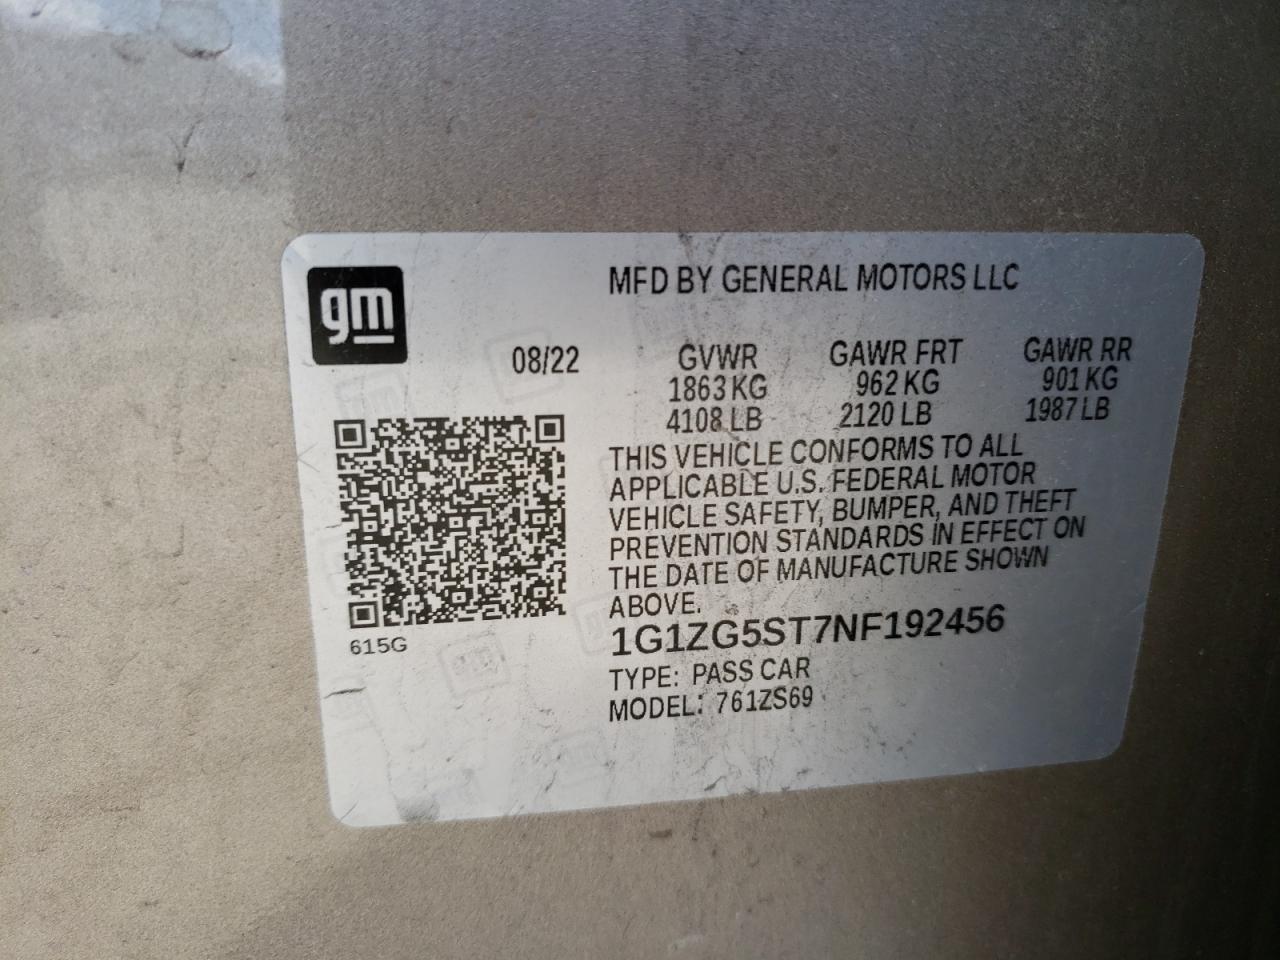 gm
MFD BY GENERAL MOTORS LLC
08/22
GVWR GAWR FRT GAWR RR
1863 KG 962 KG 901 KG
4108 LB 2120 LB 1987 LB
THIS VEHICLE CONFORMS TO ALL
APPLICABLE U.S. FEDERAL MOTOR
VEHICLE SAFETY, BUMPER, AND THEFT
PREVENTION STANDARDS IN EFFECT ON
THE DATE OF MANUFACTURE SHOWN
ABOVE.
1G1ZG5ST7NF192456
615G
TYPE: PASS CAR
MODEL: 761ZS69